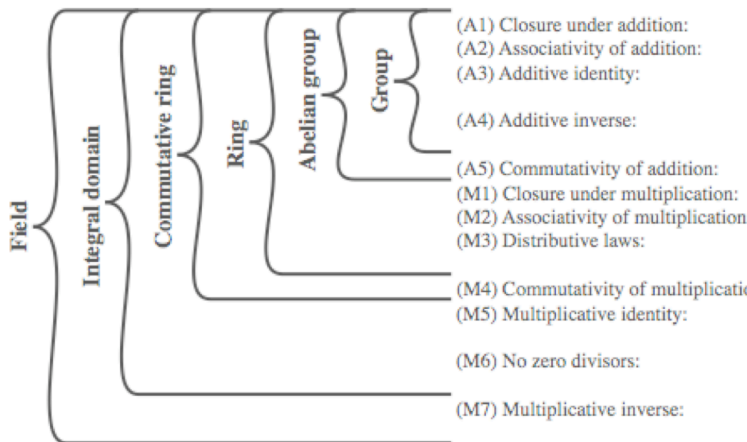 (A1) Closure under addition:
(A2) Associativity of addition:
(A3) Additive identity:
(A4) Additive inverse:
(A5) Commutativity of addition:
(M1) Closure under multiplication:
(M2) Associativity of multiplication
(M3) Distributive laws:
(M4) Commutativity of multiplicatio
(M5) Multiplicative identity:
(M6) No zero divisors:
(M7) Multiplicative inverse:
Field
Integral domain
Commutative ring
Ring
Abelian group
Group